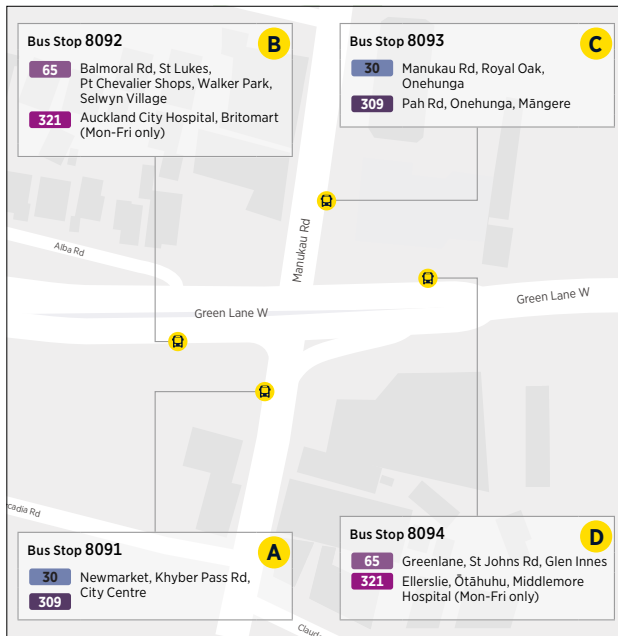 Bus Stop 8092
B
65
Balmoral Rd, St Lukes,
Pt Chevalier Shops, Walker Park,
Selwyn Village
321
Auckland City Hospital, Britomart
(Mon-Fri only)
Bus Stop 8093
C
30
Manukau Rd, Royal Oak,
Onehunga
309
Pah Rd, Onehunga, Māngere
Alba Rd
Manukau Rd
Green Lane W
Green Lane W
cadia Rd
Bus Stop 8091
A
30
309
Newmarket, Khyber Pass Rd,
City Centre
Bus Stop 8094
D
65
Greenlane, St Johns Rd, Glen Innes
321
Ellerslie, Ōtāhuhu, Middlemore
Hospital (Mon-Fri only)
Claud